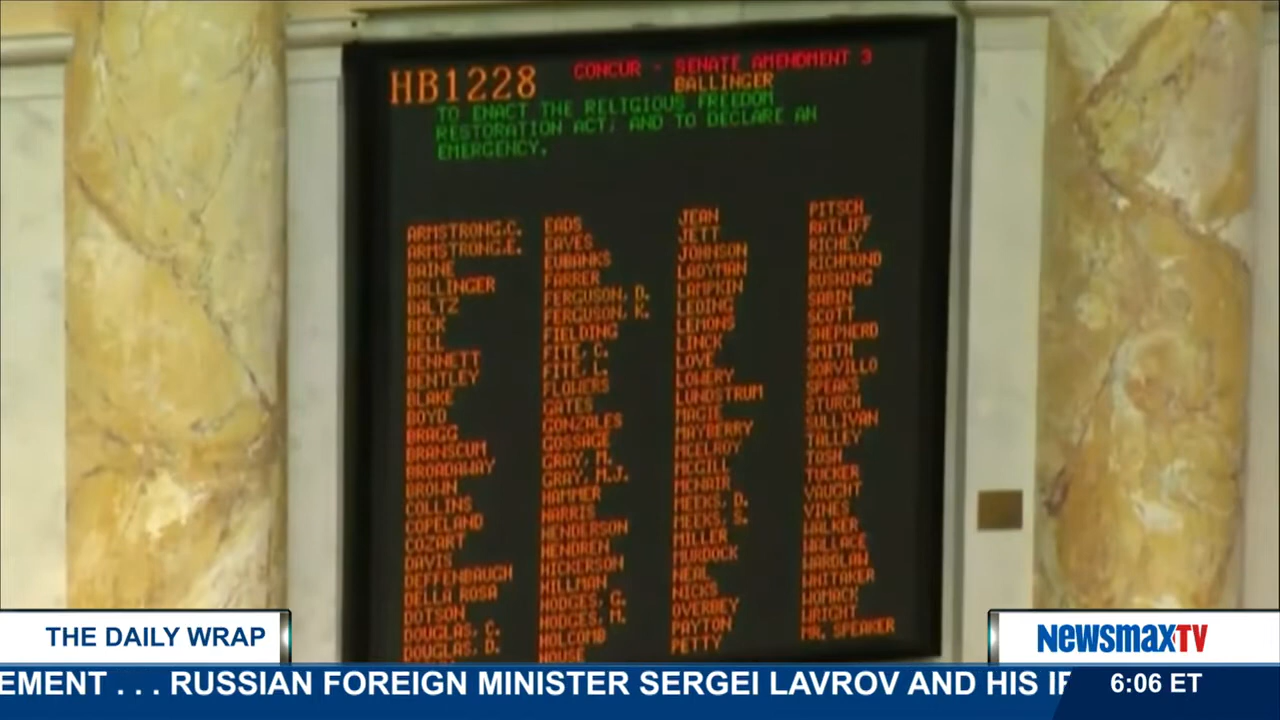 HB1228
CONCUR - SENATE AMENDMENT 3
BALLINGER
TO ENACT THE RELIGIOUS FREEDOM
RESTORATION ACT; AND TO DECLARE AN
EMERGENCY.
ARMSTRONG,C.
ARMSTRONG,E.
BAINE
BALLINGER
BALTZ
BECK
BELL
BENNETT
BENTLEY
BLAKE
BOYD
BRAGG
BRANSCUM
BROADAWAY
BROWN
COLLINS
COPELAND
COZART
DAVIS
DEFFENBAUGH
DELLA ROSA
DOTSON
DOUGLAS, C.
DOUGLAS, D.
EADS
EAVES
EUBANKS
FARRER
FERGUSON, D.
FERGUSON, K.
FIELDING
FITE, C.
FITE, L.
FLOWERS
GATES
GONZALES
GOSSAGE
GRAY, M.
GRAY, M.J.
HAMMER
HARRIS
HENDERSON
HENDREN
HICKERSON
HILLMAN
HODGES, G.
HODGES, M.
HOLCOMB
HOUSE
JEAN
JETT
JOHNSON
LADYMAN
LAMPKIN
LEDING
LEMONS
LINCK
LOVE
LOWERY
LUNDSTRUM
MAGIE
MAYBERRY
MCELROY
MCGILL
MCNAIR
MEEKS, D.
MEEKS, S.
MILLER
MURDOCK
NEAL
NICKS
OVERBEY
PAYTON
PETTY
PITSCH
RATLIFF
RICHEY
RICHMOND
RUSHING
SABIN
SCOTT
SHEPHERD
SMITH
SORVILLO
SPEAKS
STURCH
SULLIVAN
TALLEY
TOSH
TUCKER
VAUGHT
VINES
WALKER
WALLACE
WARDLAW
WHITAKER
WOMACK
WRIGHT
MR. SPEAKER
THE DAILY WRAP
NEWSMAXTV
EMENT . . . RUSSIAN FOREIGN MINISTER SERGEI LAVROV AND HIS
6:06 ET